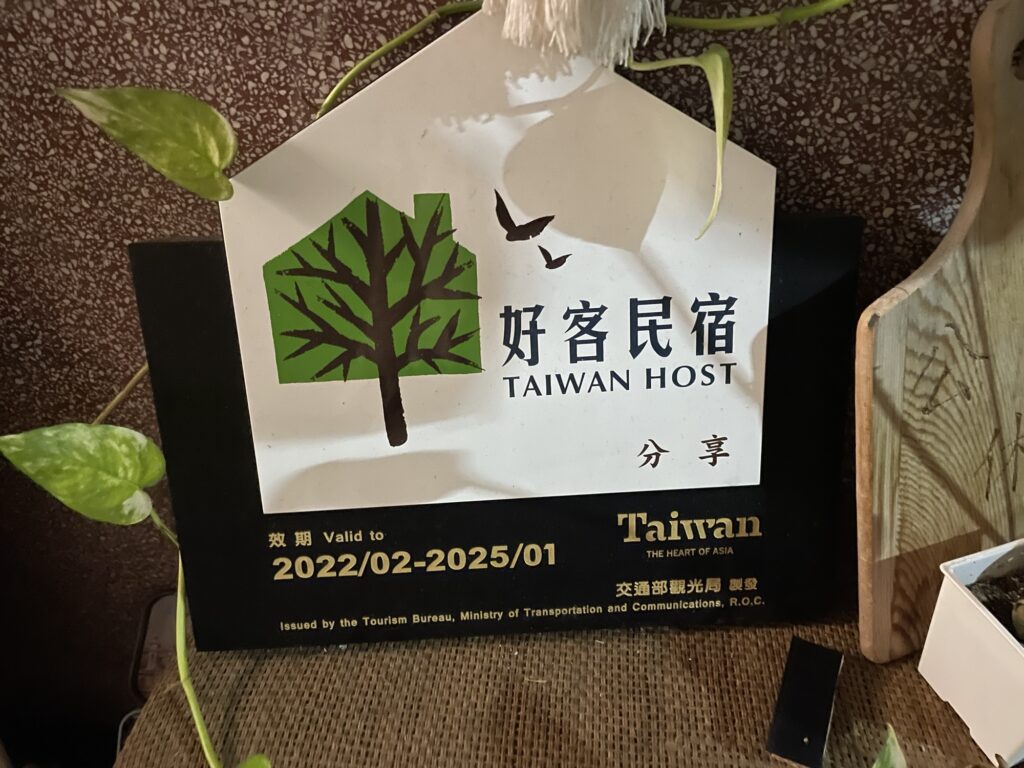 好客民宿
TAIWAN HOST
分享
效期 Valid to
2022/02-2025/01
Taiwan
THE HEART OF ASIA
交通部觀光局 製發
Issued by the Tourism Bureau, Ministry of Transportation and Communications, R.O.C.